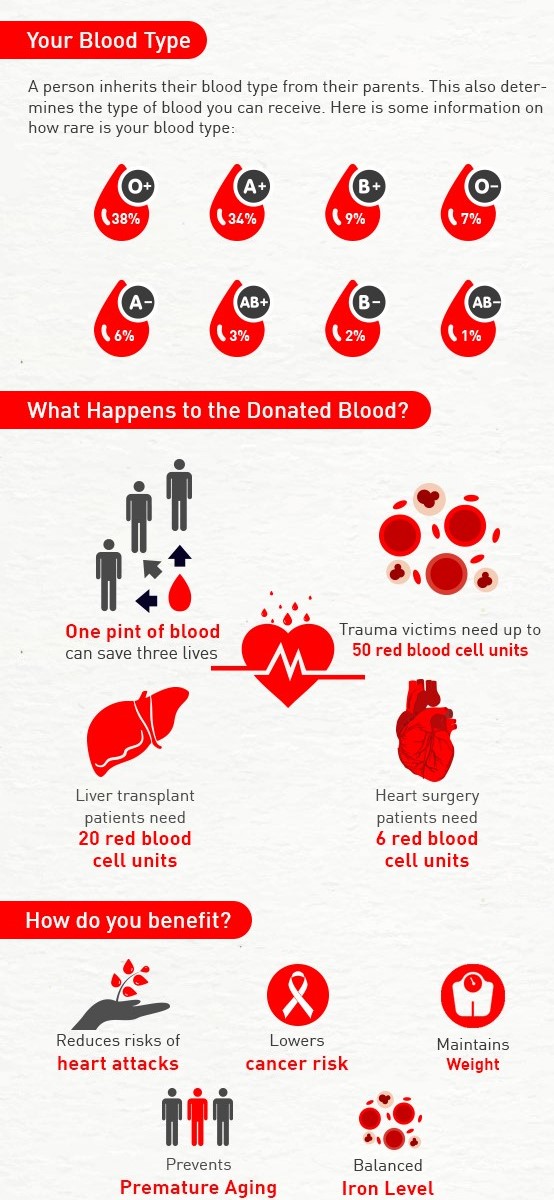 Your Blood Type
A person inherits their blood type from their parents. This also deter-
mines the type of blood you can receive. Here is some information on
how rare is your blood type:
O+ A+ B+ O−
38% 34% 9% 7%
A− AB+ B− AB−
6% 3% 2% 1%
What Happens to the Donated Blood?
One pint of blood
can save three lives
Trauma victims need up to
50 red blood cell units
Liver transplant
patients need
20 red blood
cell units
Heart surgery
patients need
6 red blood
cell units
How do you benefit?
Reduces risks of
heart attacks
Lowers
cancer risk
Maintains
Weight
Prevents
Premature Aging
Balanced
Iron Level